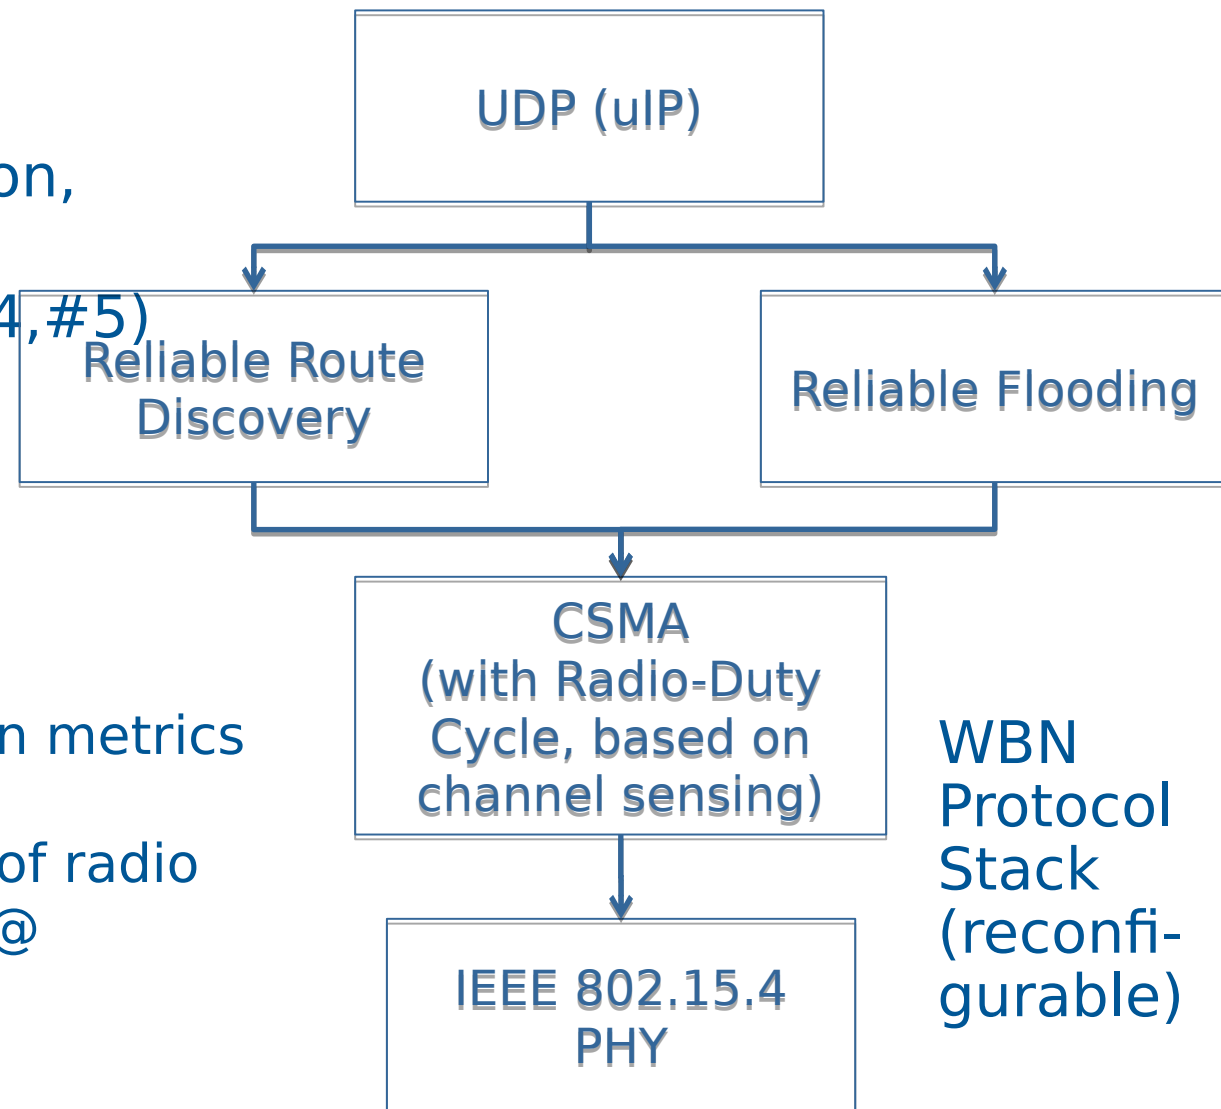 UDP (uIP)
on,
4,#5)
Reliable Route
Discovery
Reliable Flooding
CSMA
(with Radio-Duty
Cycle, based on
channel sensing)
n metrics
of radio
@
WBN
Protocol
Stack
(reconfi-
gurable)
IEEE 802.15.4
PHY